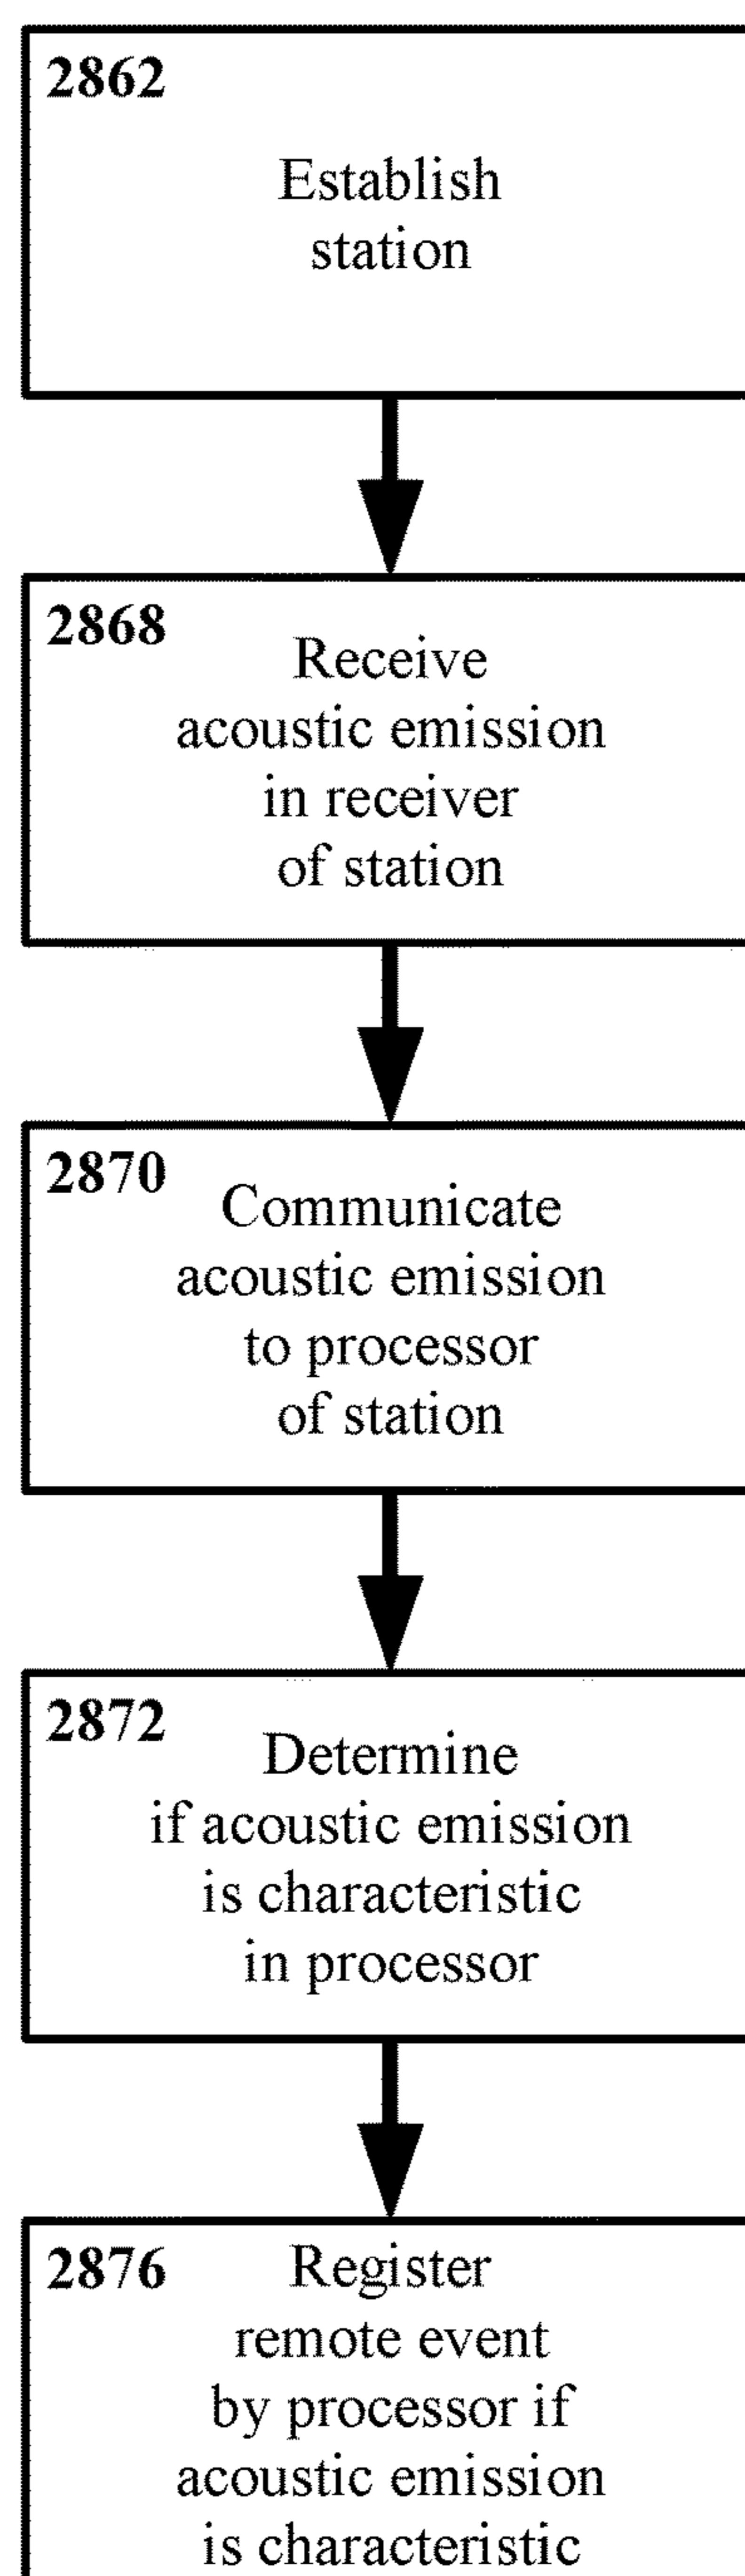 2862
Establish
station
2868
Receive
acoustic emission
in receiver
of station
2870
Communicate
acoustic emission
to processor
of station
2872
Determine
if acoustic emission
is characteristic
in processor
2876
Register
remote event
by processor if
acoustic emission
is characteristic